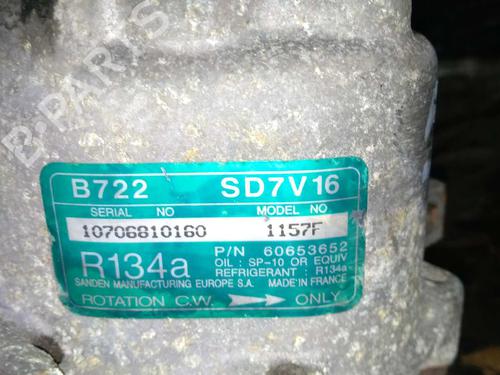 B-PARTS
B722 SD7V16
SERIAL NO MODEL NO
10706810160 1157F
P/N 60653652
R134a OIL : SP-10 OR EQUIV
REFRIGERANT : R134a
SANDEN MANUFACTURING EUROPE S.A. MADE IN FRANCE
ROTATION C.W. ONLY